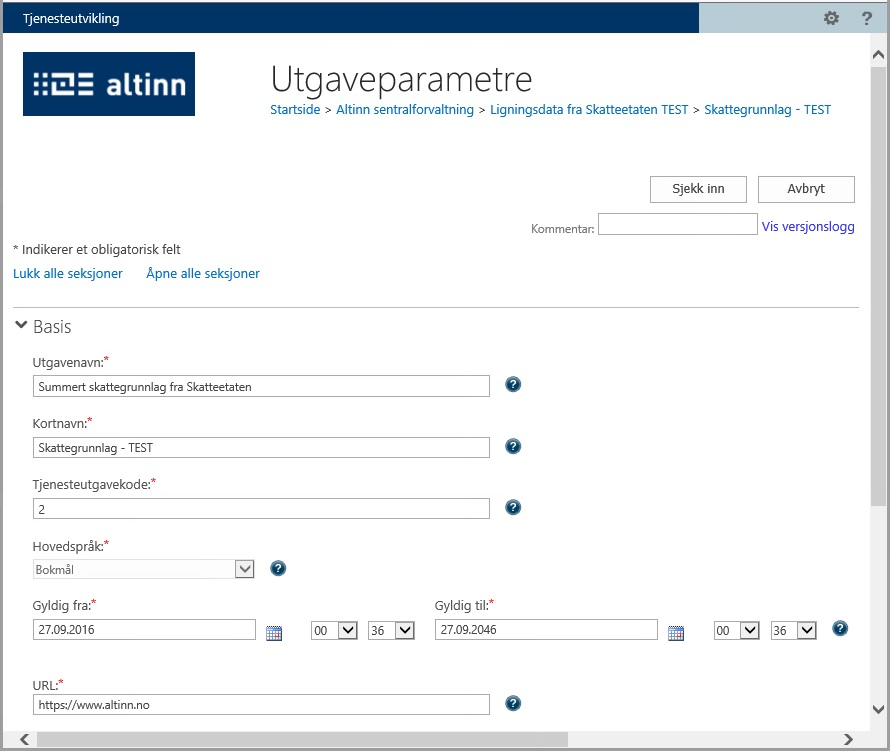 Tjenesteutvikling
?
altinn
Utgaveparametre
Startside > Altinn sentralforvaltning > Ligningsdata fra Skatteetaten TEST > Skattegrunnlag - TEST
Sjekk inn Avbryt
Kommentar: Vis versjonslogg
* Indikerer et obligatorisk felt
Lukk alle seksjoner Åpne alle seksjoner
Basis
Utgavenavn:*
Summert skattegrunnlag fra Skatteetaten ?
Kortnavn:*
Skattegrunnlag - TEST ?
Tjenesteutgavekode:*
2 ?
Hovedspråk:*
Bokmål ?
Gyldig fra:* Gyldig til:*
27.09.2016 00 36 27.09.2046 00 36 ?
URL:*
https://www.altinn.no ?